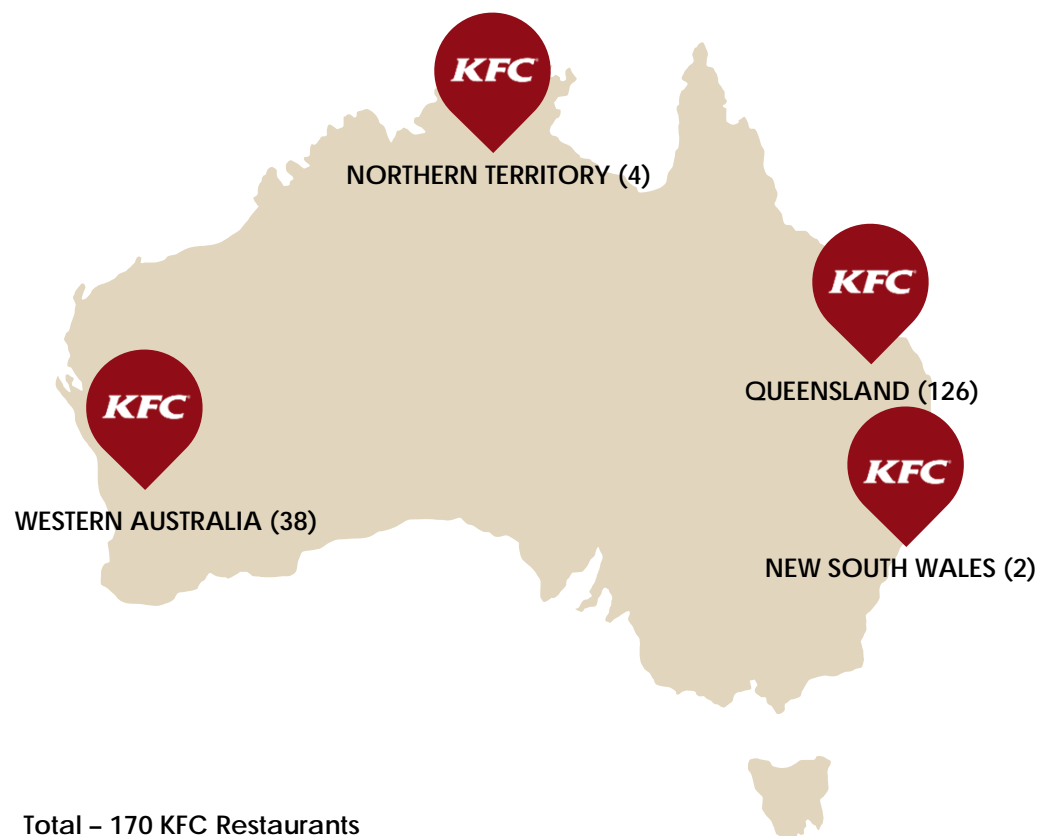 KFC
NORTHERN TERRITORY (4)
KFC
QUEENSLAND (126)
KFC
WESTERN AUSTRALIA (38)
KFC
NEW SOUTH WALES (2)
Total – 170 KFC Restaurants